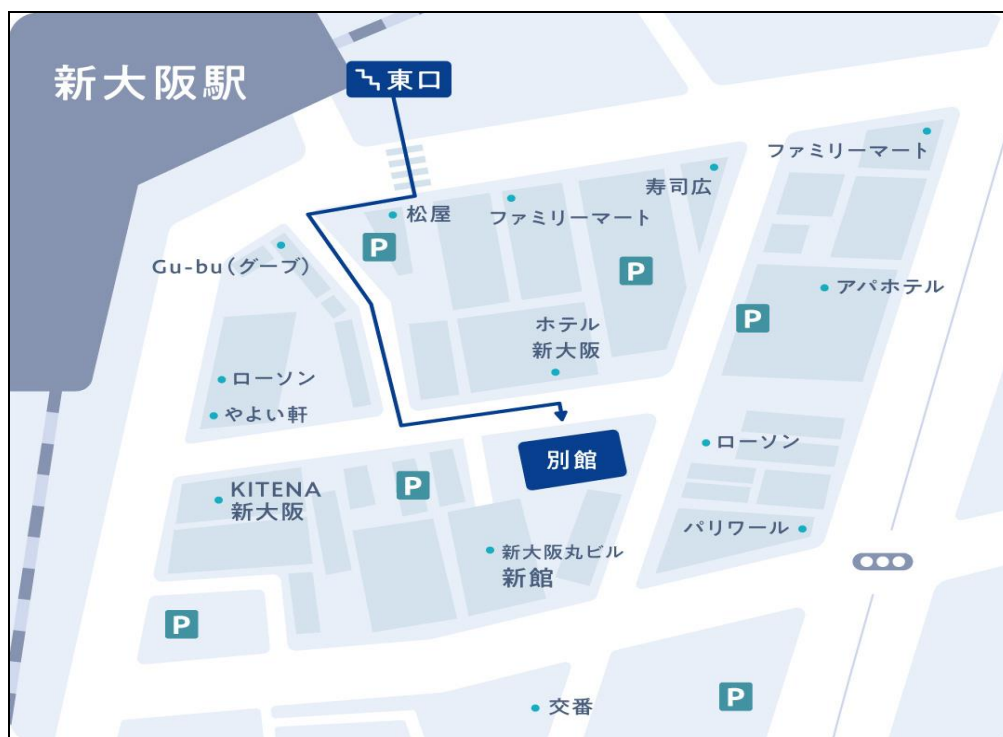 新大阪駅
東口
ファミリーマート
寿司広
松屋
ファミリーマート
P
Gu-bu（グーブ）
P
アパホテル
P
ホテル
新大阪
ローソン
やよい軒
ローソン
別館
KITENA
新大阪
P
パリワール
新大阪丸ビル
新館
P
P
交番